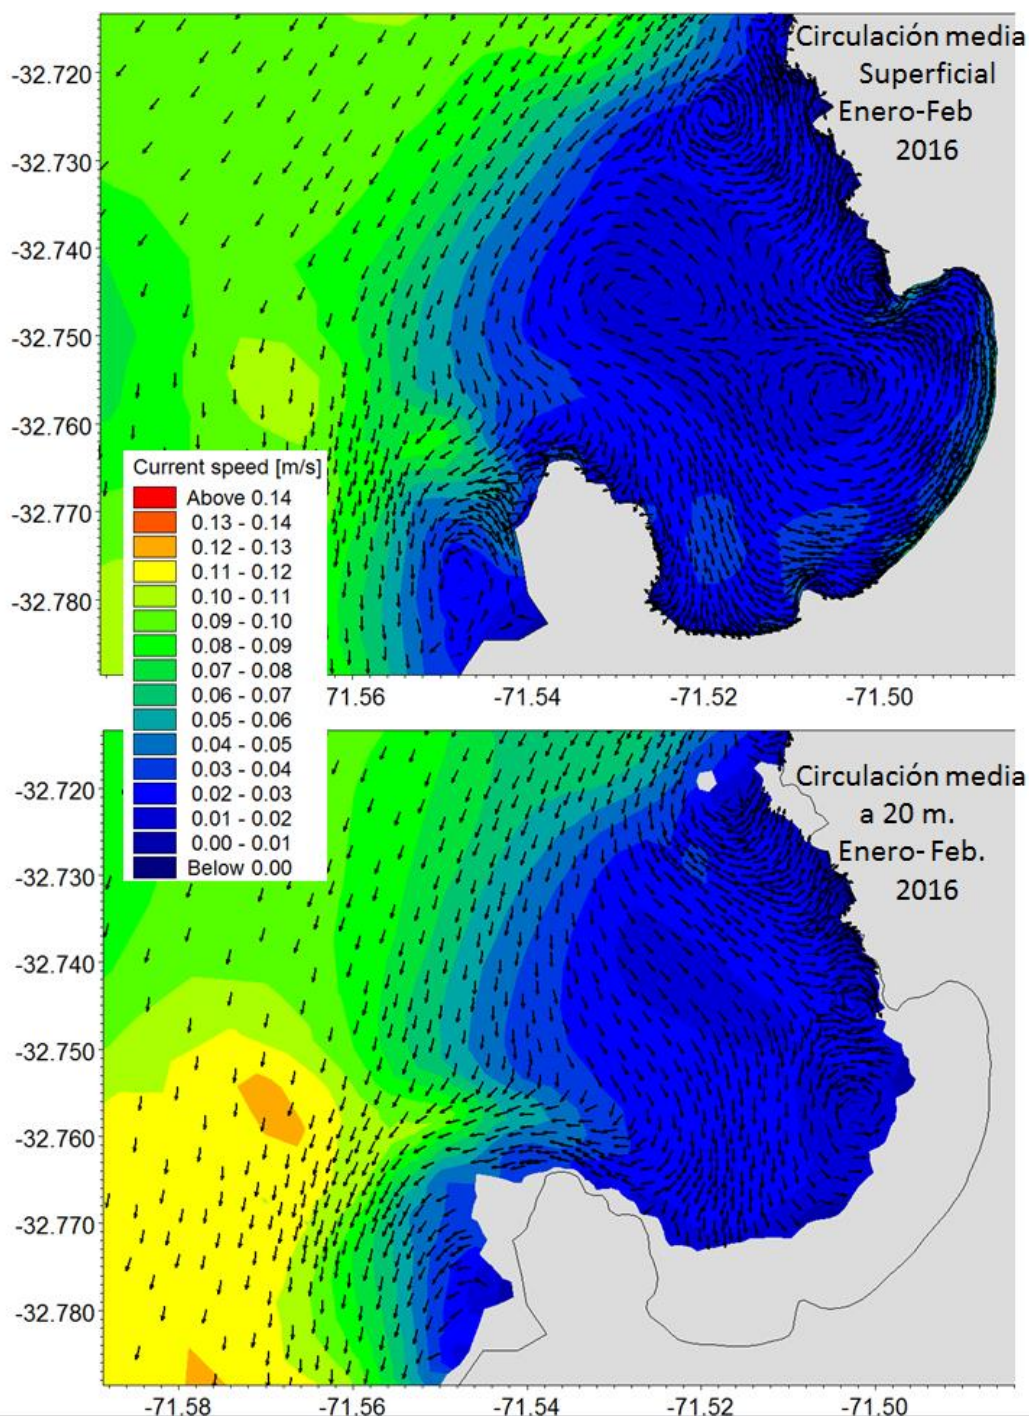 Circulación media
Superficial
Enero-Feb
2016
-32.720
-32.730
-32.740
-32.750
-32.760
-32.770
-32.780
Current speed [m/s]
Above 0.14
0.13 - 0.14
0.12 - 0.13
0.11 - 0.12
0.10 - 0.11
0.09 - 0.10
0.08 - 0.09
0.07 - 0.08
0.06 - 0.07
0.05 - 0.06
0.04 - 0.05
0.03 - 0.04
0.02 - 0.03
0.01 - 0.02
0.00 - 0.01
Below 0.00
71.56 -71.54 -71.52 -71.50
Circulación media
a 20 m.
Enero- Feb.
2016
-32.720
-32.730
-32.740
-32.750
-32.760
-32.770
-32.780
-71.58 -71.56 -71.54 -71.52 -71.50